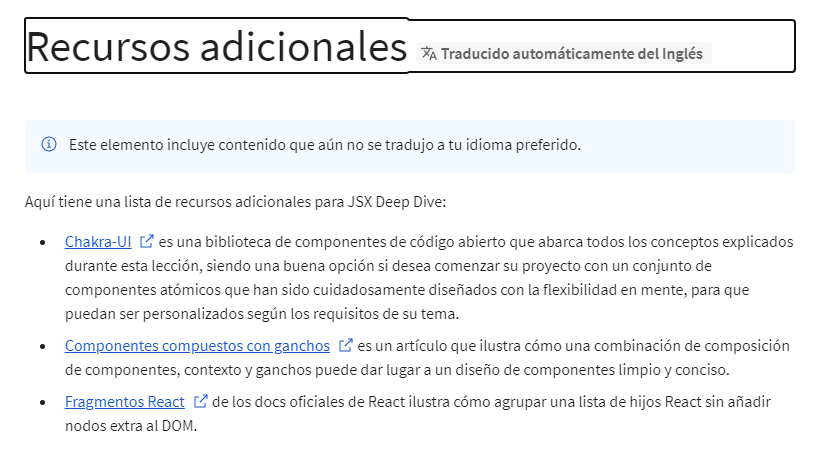 Recursos adicionales Traducido automáticamente del Inglés
Este elemento incluye contenido que aún no se tradujo a tu idioma preferido.
Aquí tiene una lista de recursos adicionales para JSX Deep Dive:
• Chakra-UI es una biblioteca de componentes de código abierto que abarca todos los conceptos explicados
durante esta lección, siendo una buena opción si desea comenzar su proyecto con un conjunto de
componentes atómicos que han sido cuidadosamente diseñados con la flexibilidad en mente, para que
puedan ser personalizados según los requisitos de su tema.
• Componentes compuestos con ganchos es un artículo que ilustra cómo una combinación de composición
de componentes, contexto y ganchos puede dar lugar a un diseño de componentes limpio y conciso.
• Fragmentos React de los docs oficiales de React ilustra cómo agrupar una lista de hijos React sin añadir
nodos extra al DOM.